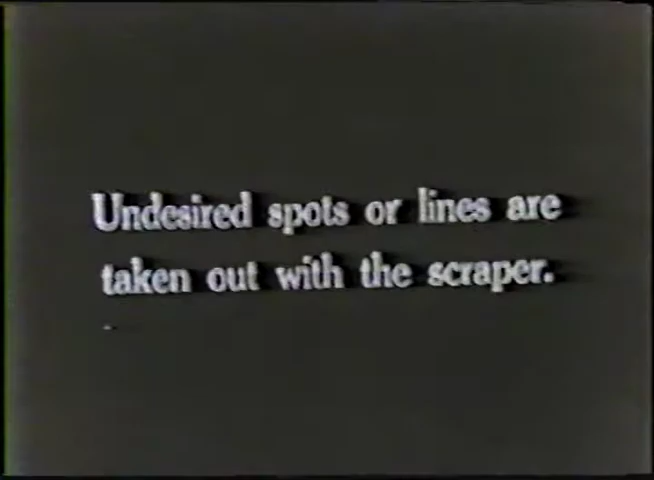 Undesired spots or lines are
taken out with the scraper.